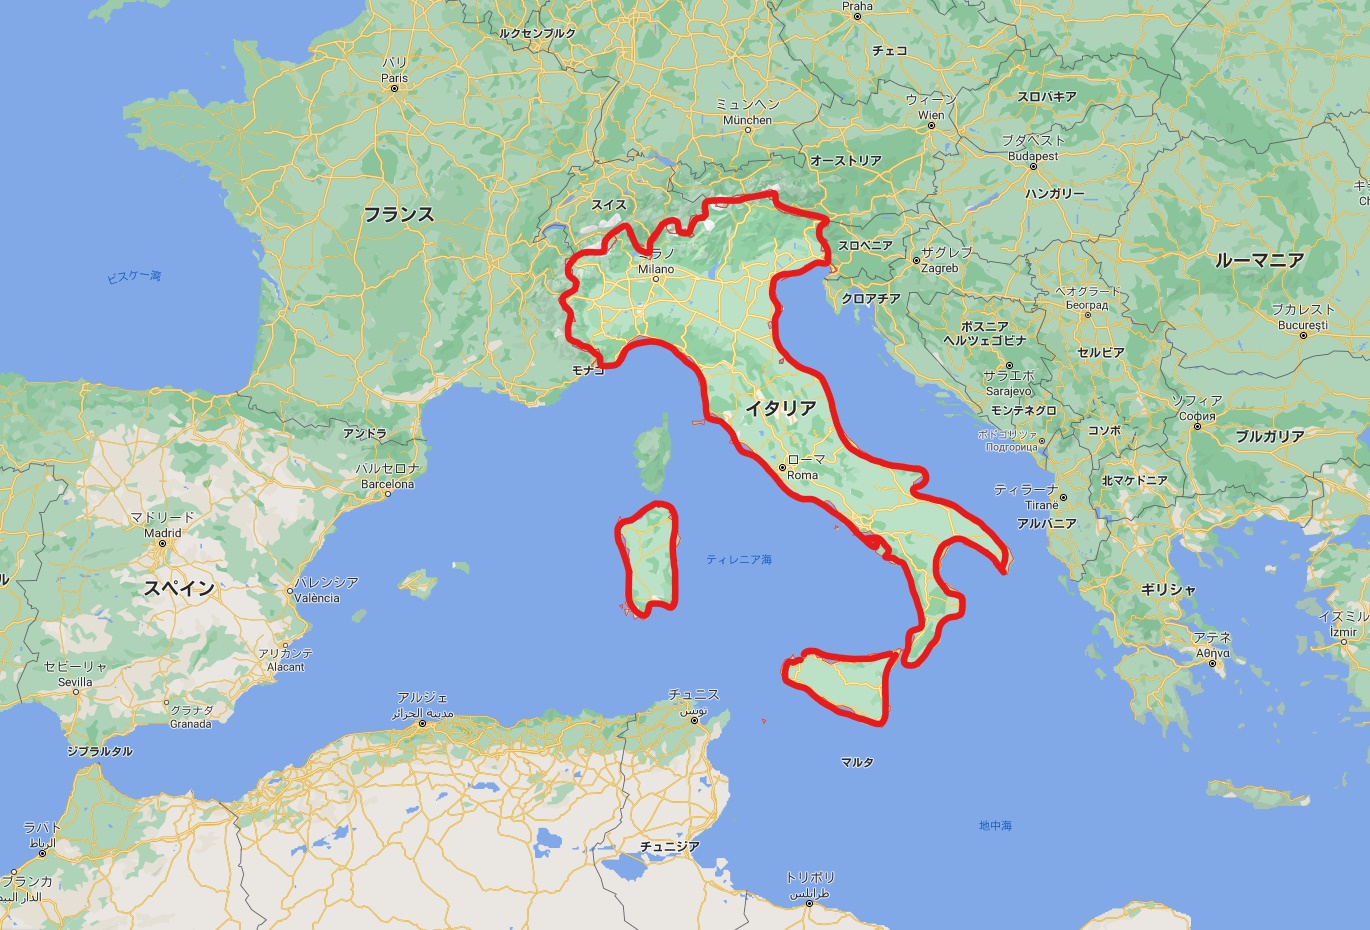 Praha
ルクセンブルク
チェコ
パリ
Paris
ミュンヘン
München
ウィーン
Wien
スロバキア
ブダペスト
Budapest
オーストリア
ハンガリー
スイス
フランス
スロベニア
ザグレブ
Zagreb
ルーマニア
ミラノ
Milano
ビスケー湾
クロアチア
ベオグラード
Београд
ブカレスト
București
ボスニア
ヘルツェゴビナ
セルビア
モナコ
サラエボ
Sarajevo
イタリア
モンテネグロ
ソフィア
София
アンドラ
ポドゴリツァ
Подгорица
コソボ
ブルガリア
バルセロナ
Barcelona
ローマ
Roma
北マケドニア
ティラーナ
Tiranë
マドリード
Madrid
アルバニア
ティレニア海
スペイン
バレンシア
València
ギリシャ
イズミル
İzmir
アテネ
Αθήνα
アリカンテ
Alacant
セビーリャ
Sevilla
アルジェ
مدينة الجزائر
チュニス
تونس
グラナダ
Granada
ジブラルタル
マルタ
地中海
ラバト
الرباط
チュニジア
トリポリ
طرابلس
ブランカ
الدار البيض